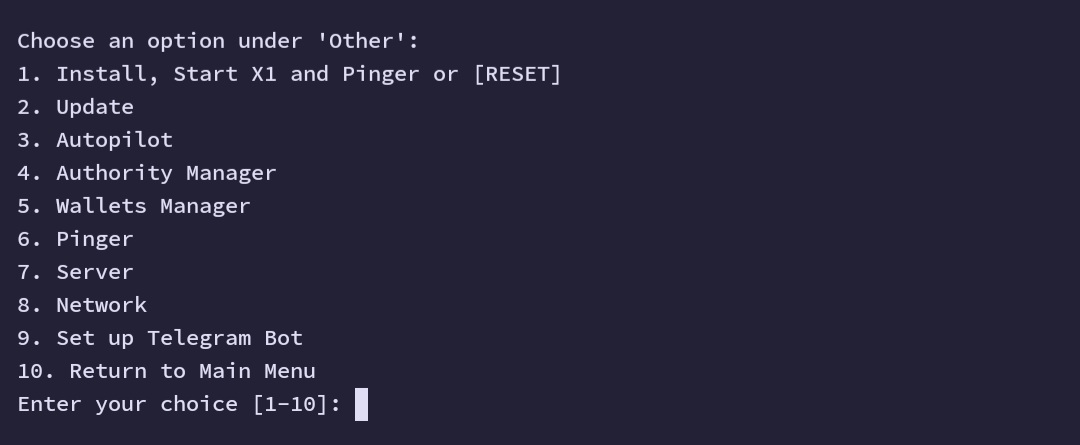 Choose an option under 'Other':
1. Install, Start X1 and Pinger or [RESET]
2. Update
3. Autopilot
4. Authority Manager
5. Wallets Manager
6. Pinger
7. Server
8. Network
9. Set up Telegram Bot
10. Return to Main Menu
Enter your choice [1-10]: